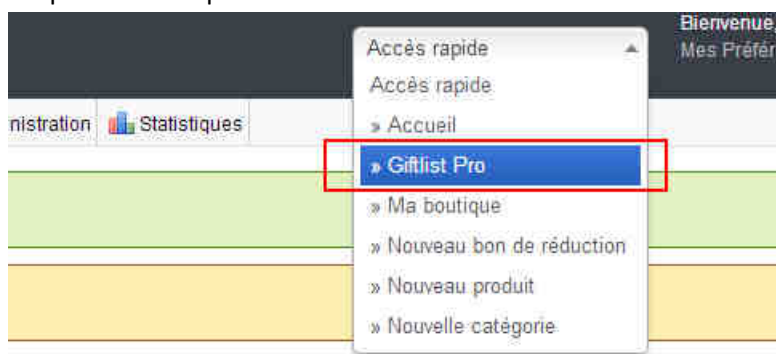 Bienvenue,
Accès rapide
Mes Préfér
Accès rapide
nistration Statistiques
» Accueil
» Giftlist Pro
» Ma boutique
» Nouveau bon de réduction
» Nouveau produit
» Nouvelle catégorie